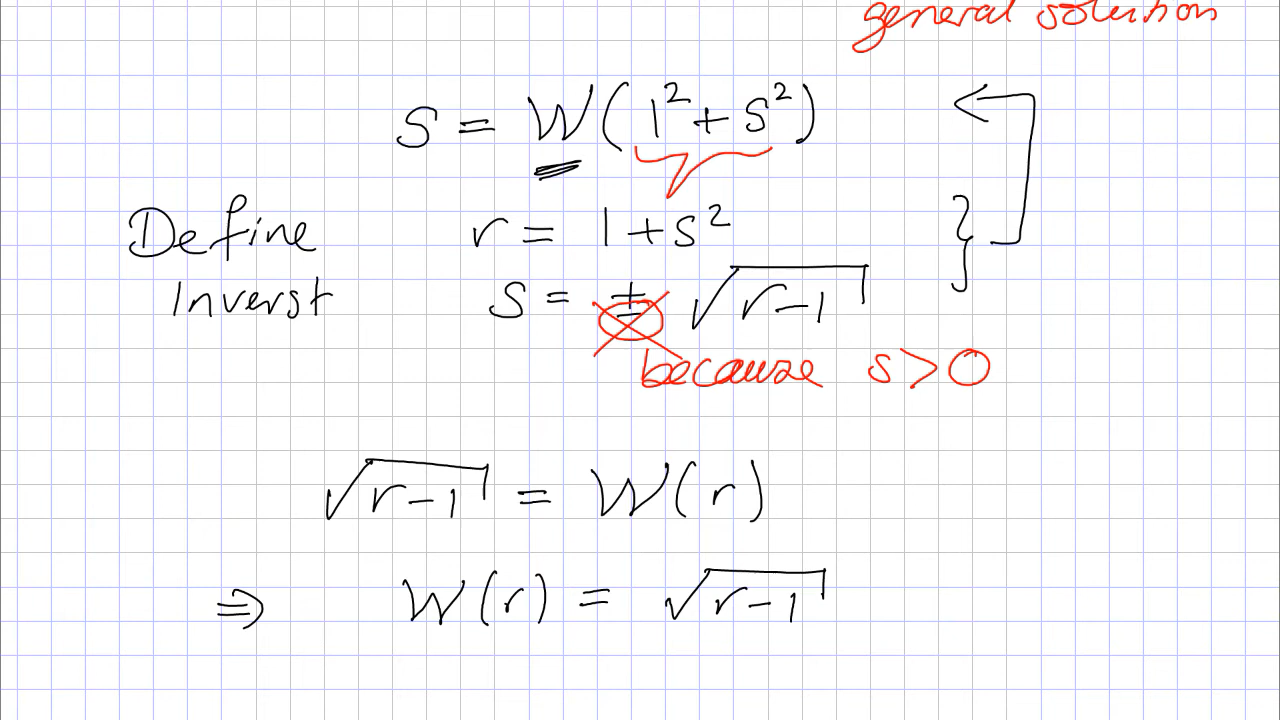 general solution
S = W(1²+S²)
Define r = 1+S²
Inverst S = ± √(r-1)
because s>0
√(r-1) = W(r)
⇒ W(r) = √(r-1)